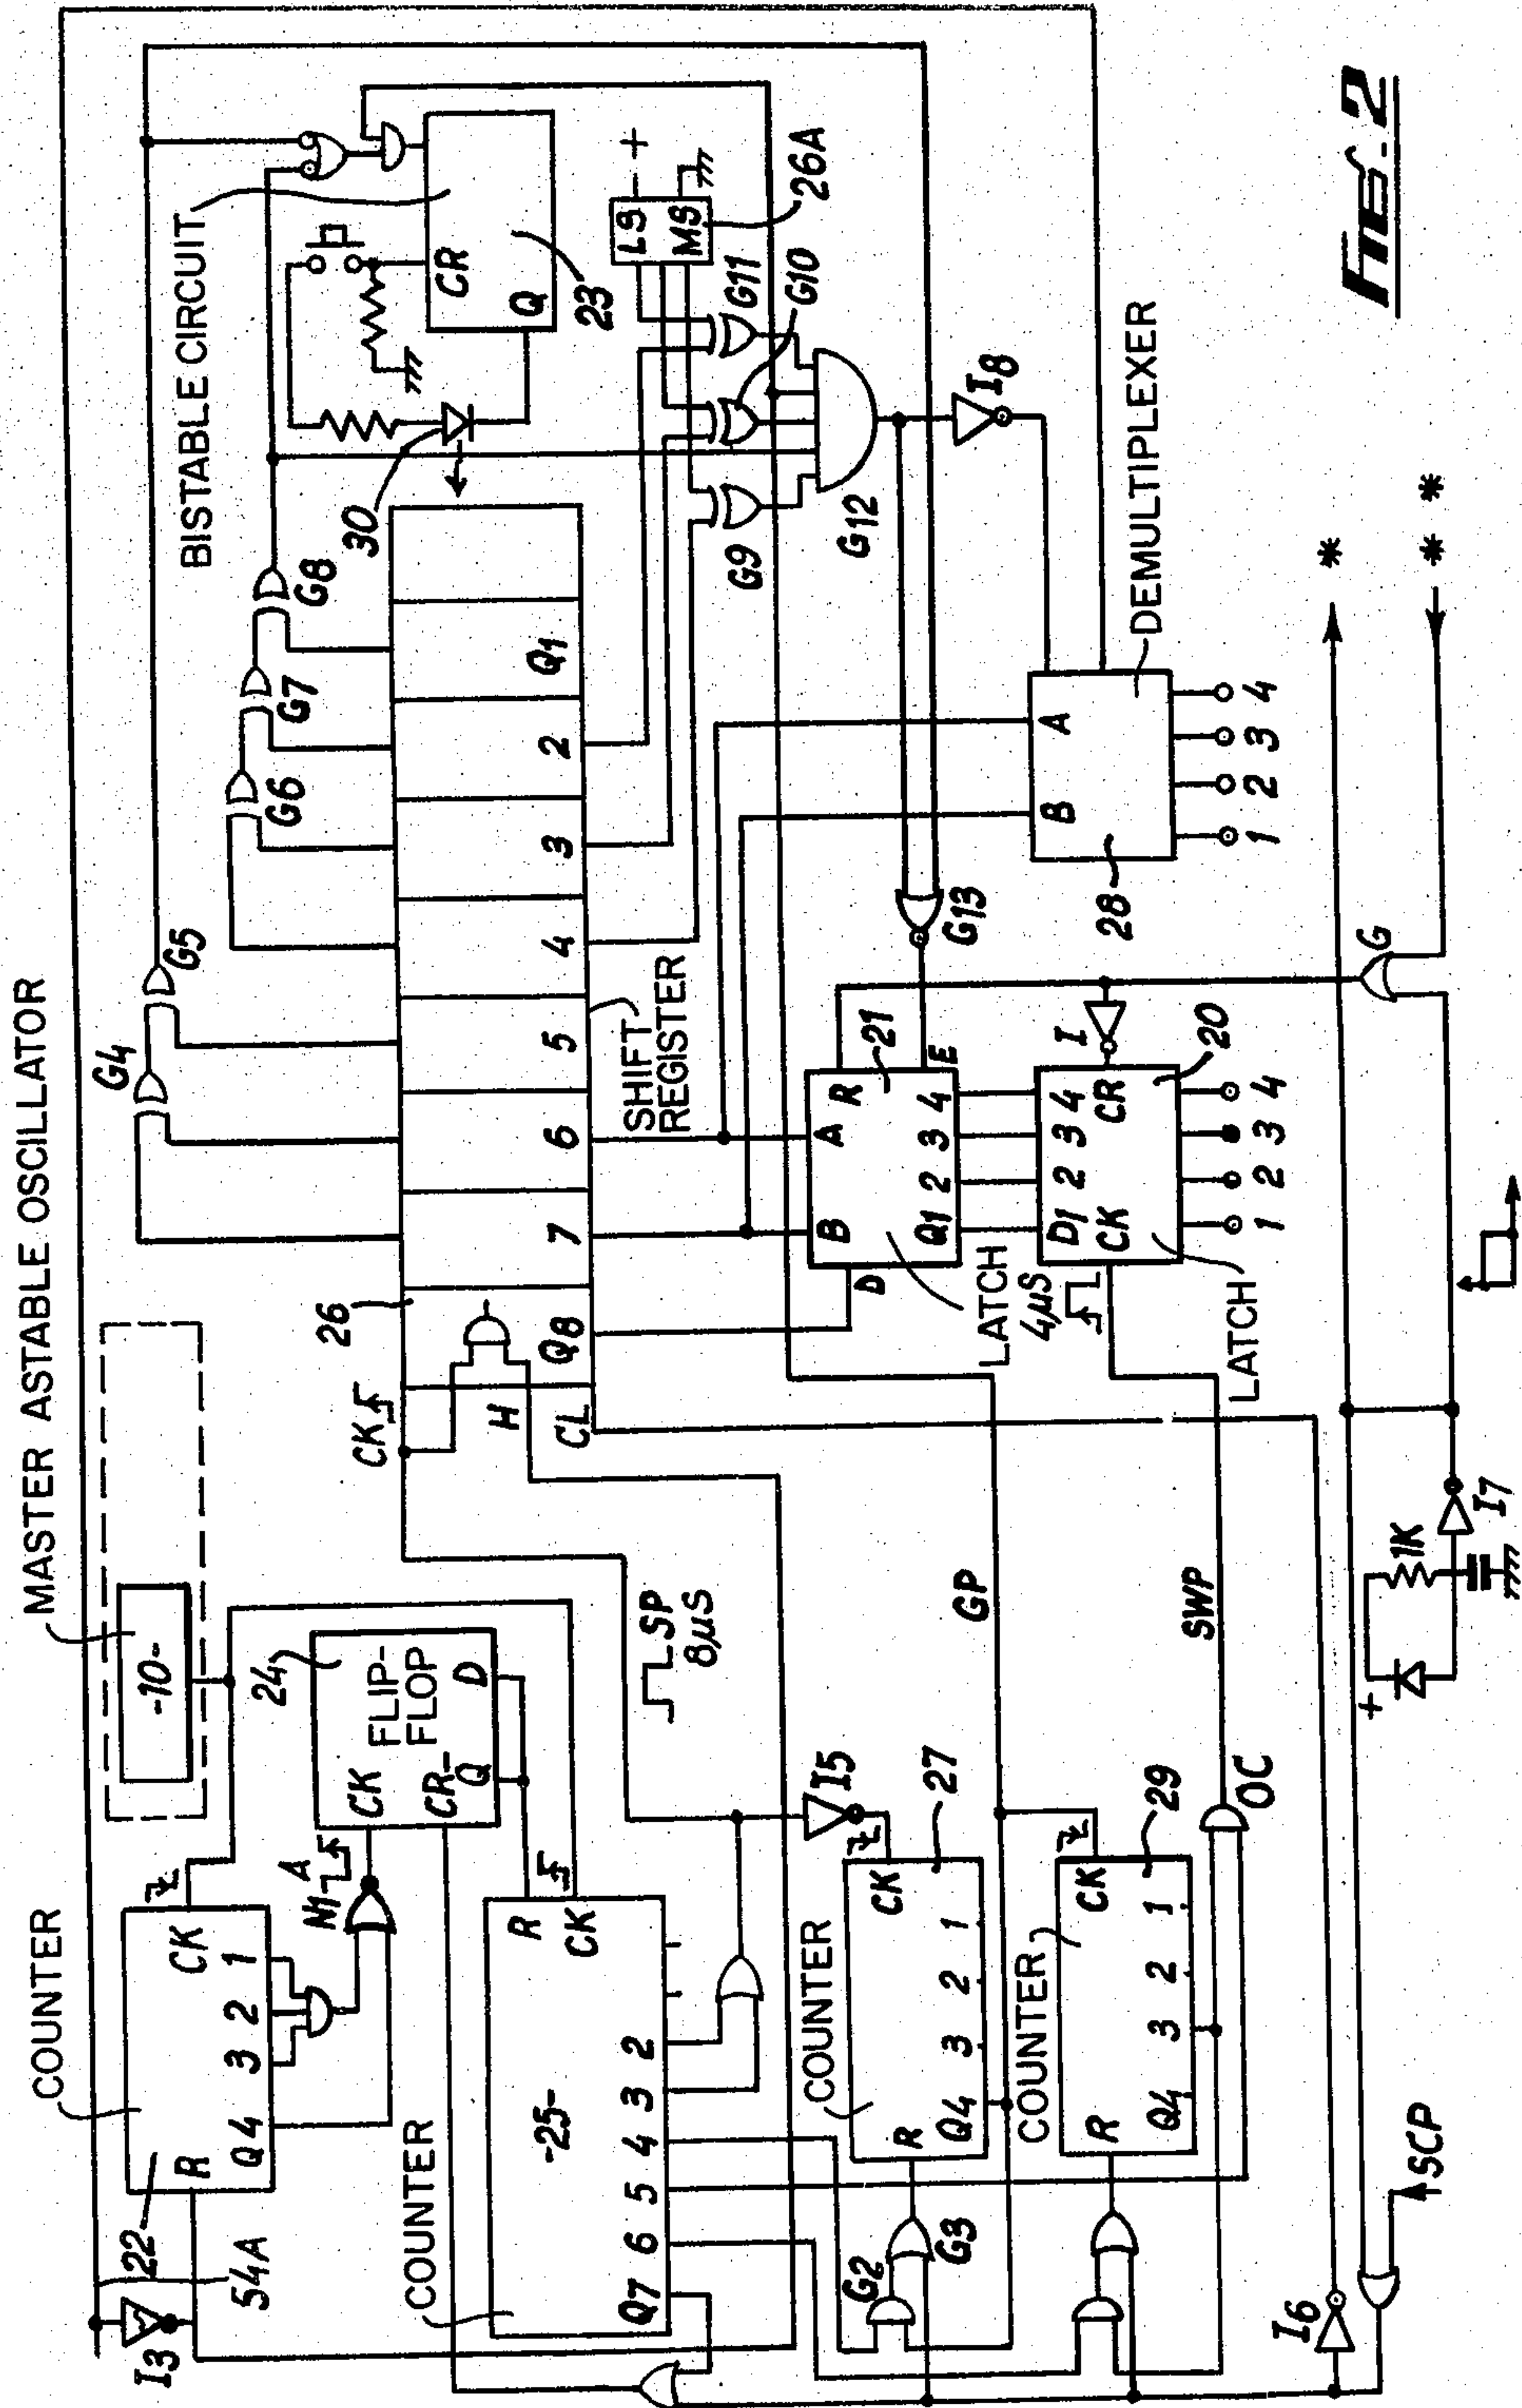 MASTER ASTABLE OSCILLATOR
-10-
COUNTER
22
R
CK
Q4
3
2
1
I3
54A
N1
A
24
FLIP-
FLOP
CK
CR
Q
D
COUNTER
-25-
R
CK
Q7
6
5
4
3
2
SP
8µS
I5
COUNTER
27
CK
R
Q4
3
2
1
G2
G3
GP
COUNTER
29
CK
R
Q4
3
2
1
OC
SWP
I6
SCP
26
CK
H
CL
Q8
7
6
5
4
3
2
Q1
SHIFT
REGISTER
G4
G5
G6
G7
G8
BISTABLE CIRCUIT
30
CR
Q
23
LS
MS
+
26A
G11
G10
G9
G12
I8
G13
DEMULTIPLEXER
28
B
A
1
2
3
4
21
D
B
A
R
E
Q1
2
3
4
LATCH
4µS
I
20
D1
2
3
4
CK
CR
1
2
3
4
LATCH
G
*
* *
+
1K
I7
FIG. 2